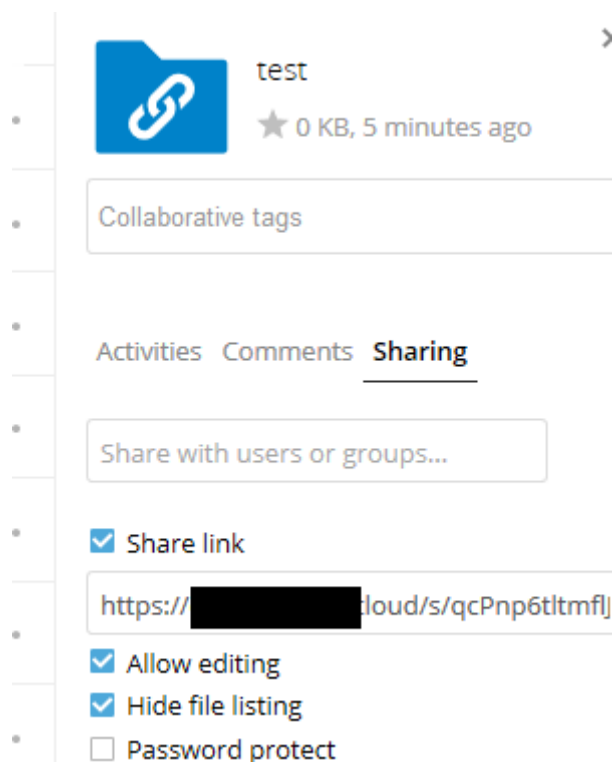 test
0 KB, 5 minutes ago
Collaborative tags
Activities Comments Sharing
Share with users or groups...
Share link
https:// loud/s/qcPnp6tltmflJ
Allow editing
Hide file listing
Password protect